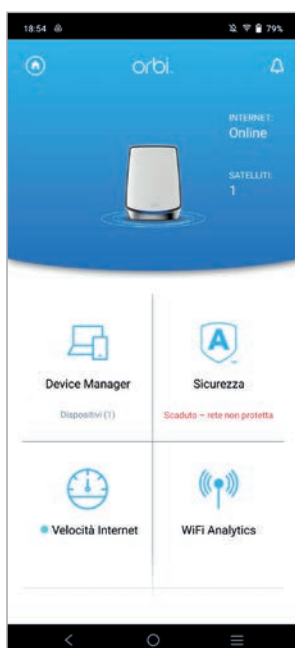 18:54 79%
orbi.
INTERNET:
Online
SATELLITI:
1
Device Manager
Dispositivi (1)
Sicurezza
Scaduto – rete non protetta
Velocità Internet
WiFi Analytics